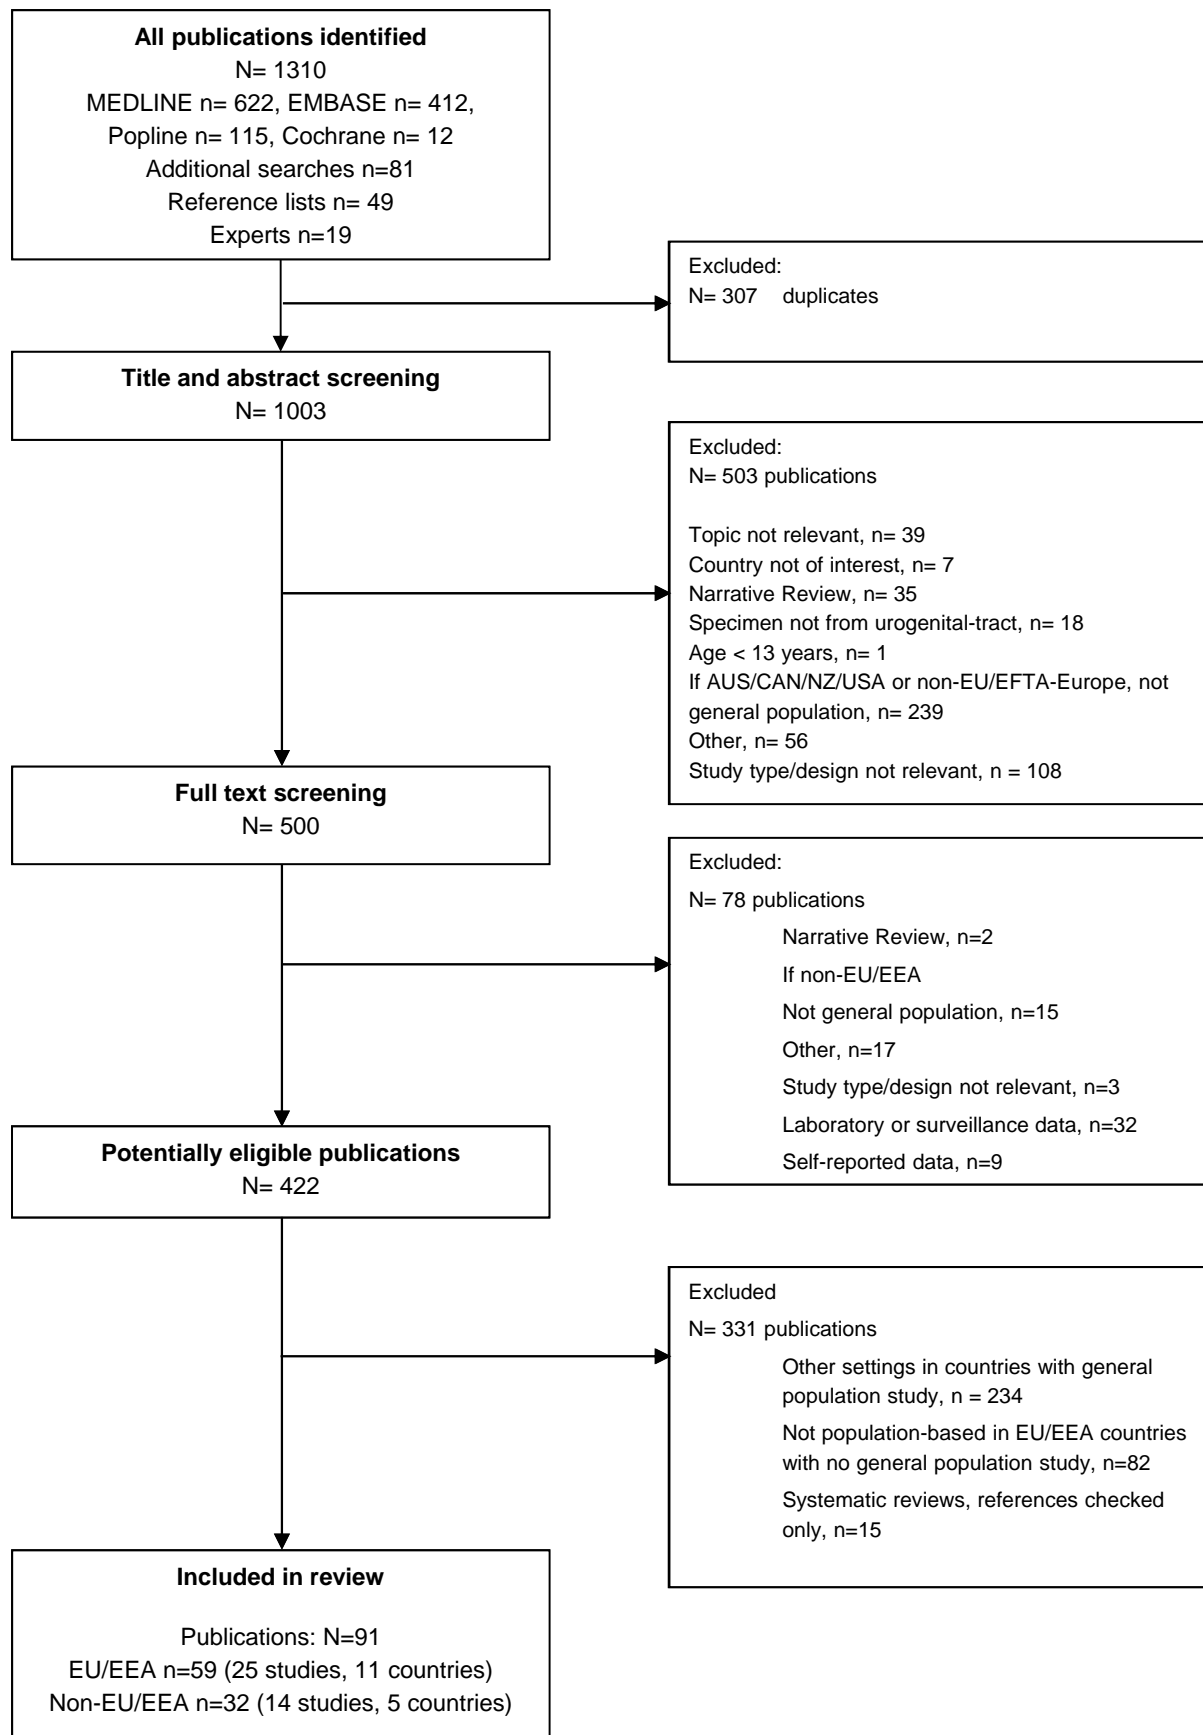 All publications identified
N= 1310
MEDLINE n= 622, EMBASE n= 412,
Popline n= 115, Cochrane n= 12
Additional searches n=81
Reference lists n= 49
Experts n=19
Excluded:
N= 307 duplicates
Title and abstract screening
N= 1003
Excluded:
N= 503 publications
Topic not relevant, n= 39
Country not of interest, n= 7
Narrative Review, n= 35
Specimen not from urogenital-tract, n= 18
Age < 13 years, n= 1
If AUS/CAN/NZ/USA or non-EU/EFTA-Europe, not
general population, n= 239
Other, n= 56
Study type/design not relevant, n = 108
Full text screening
N= 500
Excluded:
N= 78 publications
Narrative Review, n=2
If non-EU/EEA
Not general population, n=15
Other, n=17
Study type/design not relevant, n=3
Laboratory or surveillance data, n=32
Self-reported data, n=9
Potentially eligible publications
N= 422
Excluded
N= 331 publications
Other settings in countries with general
population study, n = 234
Not population-based in EU/EEA countries
with no general population study, n=82
Systematic reviews, references checked
only, n=15
Included in review
Publications: N=91
EU/EEA n=59 (25 studies, 11 countries)
Non-EU/EEA n=32 (14 studies, 5 countries)